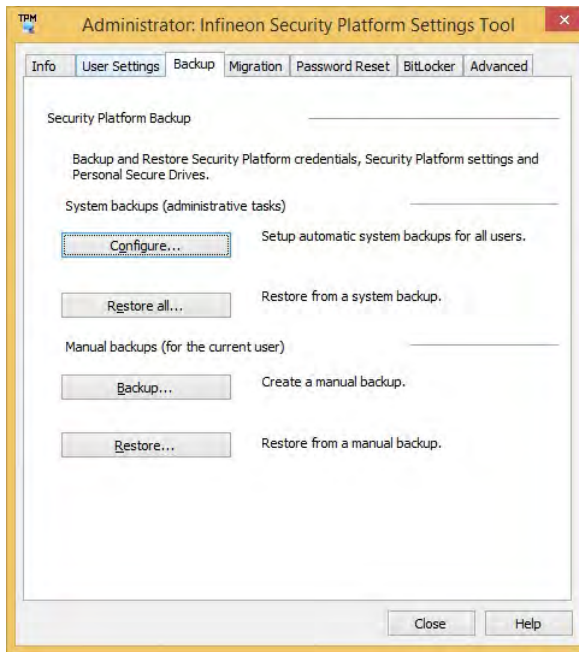 TPM
Administrator: Infineon Security Platform Settings Tool
Info User Settings Backup Migration Password Reset BitLocker Advanced
Security Platform Backup
Backup and Restore Security Platform credentials, Security Platform settings and
Personal Secure Drives.
System backups (administrative tasks)
Configure... Setup automatic system backups for all users.
Restore all... Restore from a system backup.
Manual backups (for the current user)
Backup... Create a manual backup.
Restore... Restore from a manual backup.
Close Help